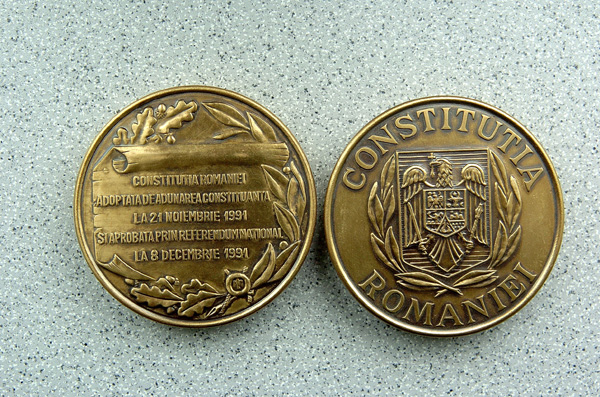 CONSTITUTIA ROMANIEI
ADOPTATA DE ADUNAREA CONSTITUANTA
LA 21 NOIEMBRIE 1991
SI APROBATA PRIN REFERENDUM NATIONAL
LA 8 DECEMBRIE 1991
CONSTITUTIA
ROMANIEI